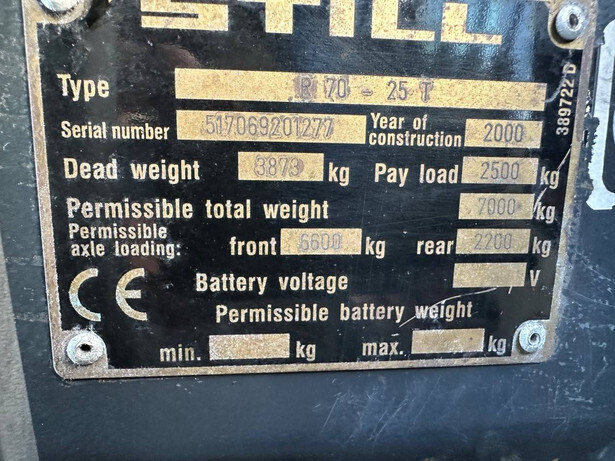 STILL
Type R 70 - 25 T
Serial number 517069201277 Year of construction 2000
Dead weight 3873 kg Pay load 2500 kg
Permissible total weight 7000 kg
Permissible axle loading: front 6600 kg rear 2200 kg
CE Battery voltage V
Permissible battery weight
min. kg max. kg
389722 D